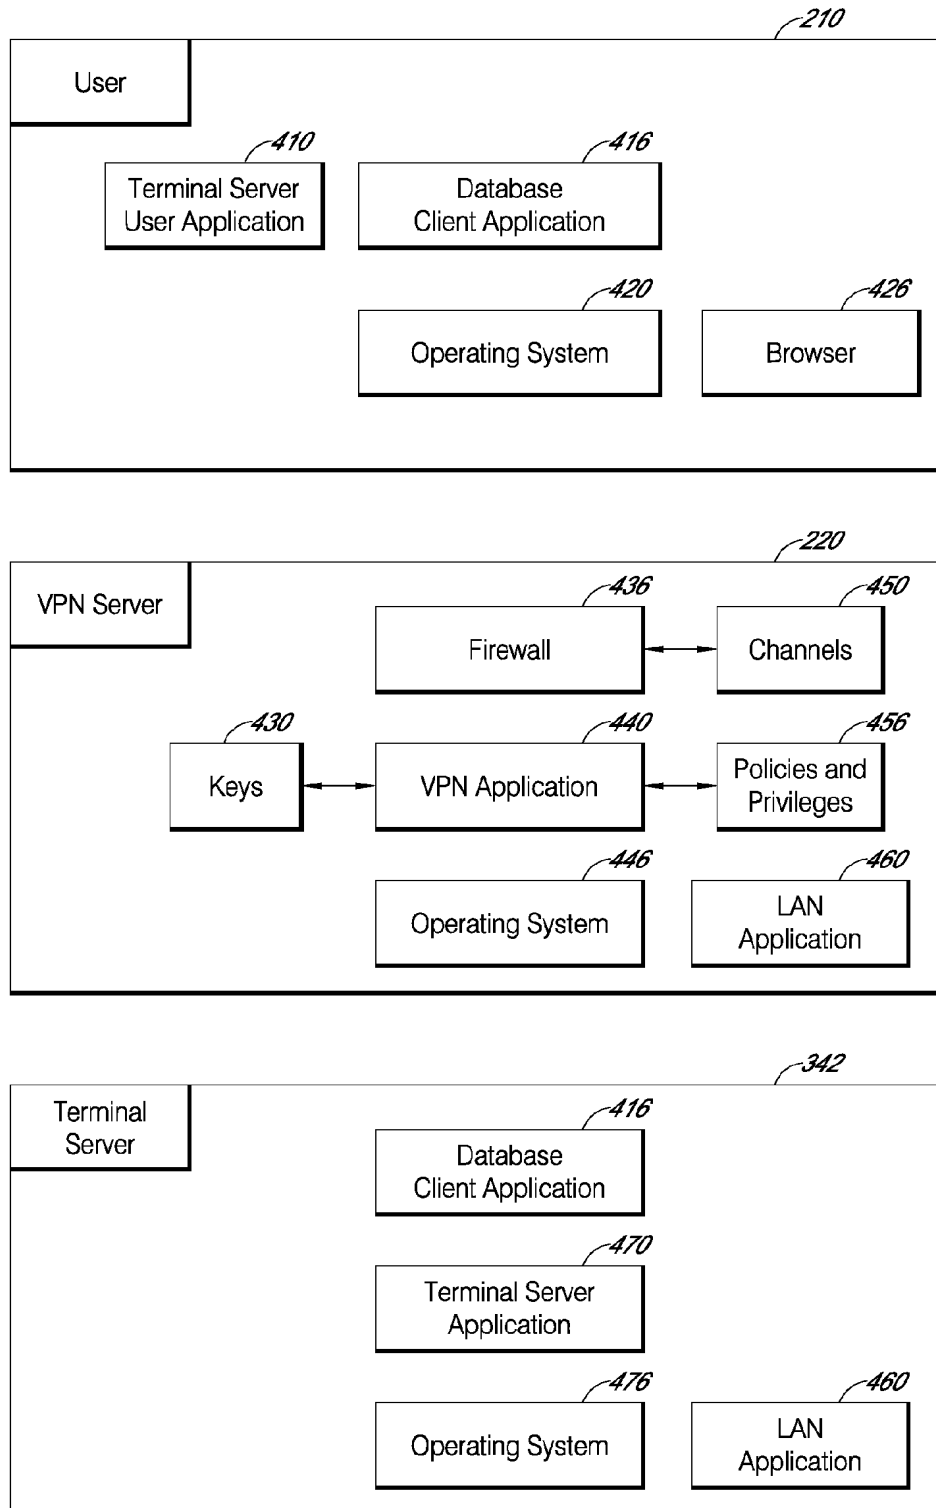 210
User
410
416
Terminal Server
User Application
Database
Client Application
420
426
Operating System
Browser
220
VPN Server
436
450
Firewall
Channels
430
440
456
Keys
VPN Application
Policies and
Privileges
446
460
Operating System
LAN
Application
342
Terminal
Server
416
Database
Client Application
470
Terminal Server
Application
476
460
Operating System
LAN
Application